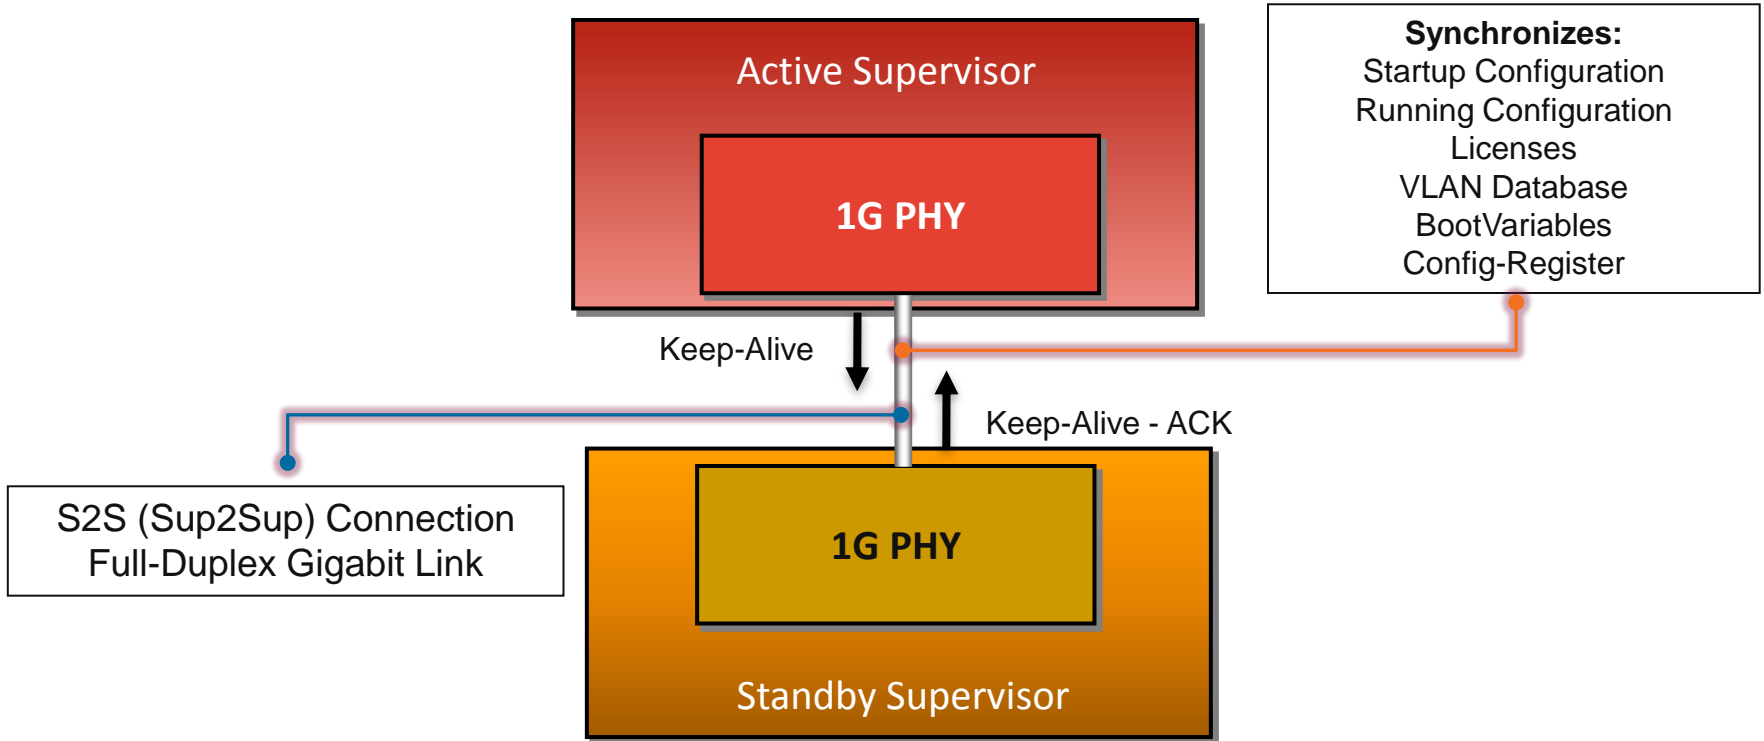 Active Supervisor
1G PHY
Synchronizes:
Startup Configuration
Running Configuration
Licenses
VLAN Database
BootVariables
Config-Register
Keep-Alive
Keep-Alive - ACK
S2S (Sup2Sup) Connection
Full-Duplex Gigabit Link
1G PHY
Standby Supervisor